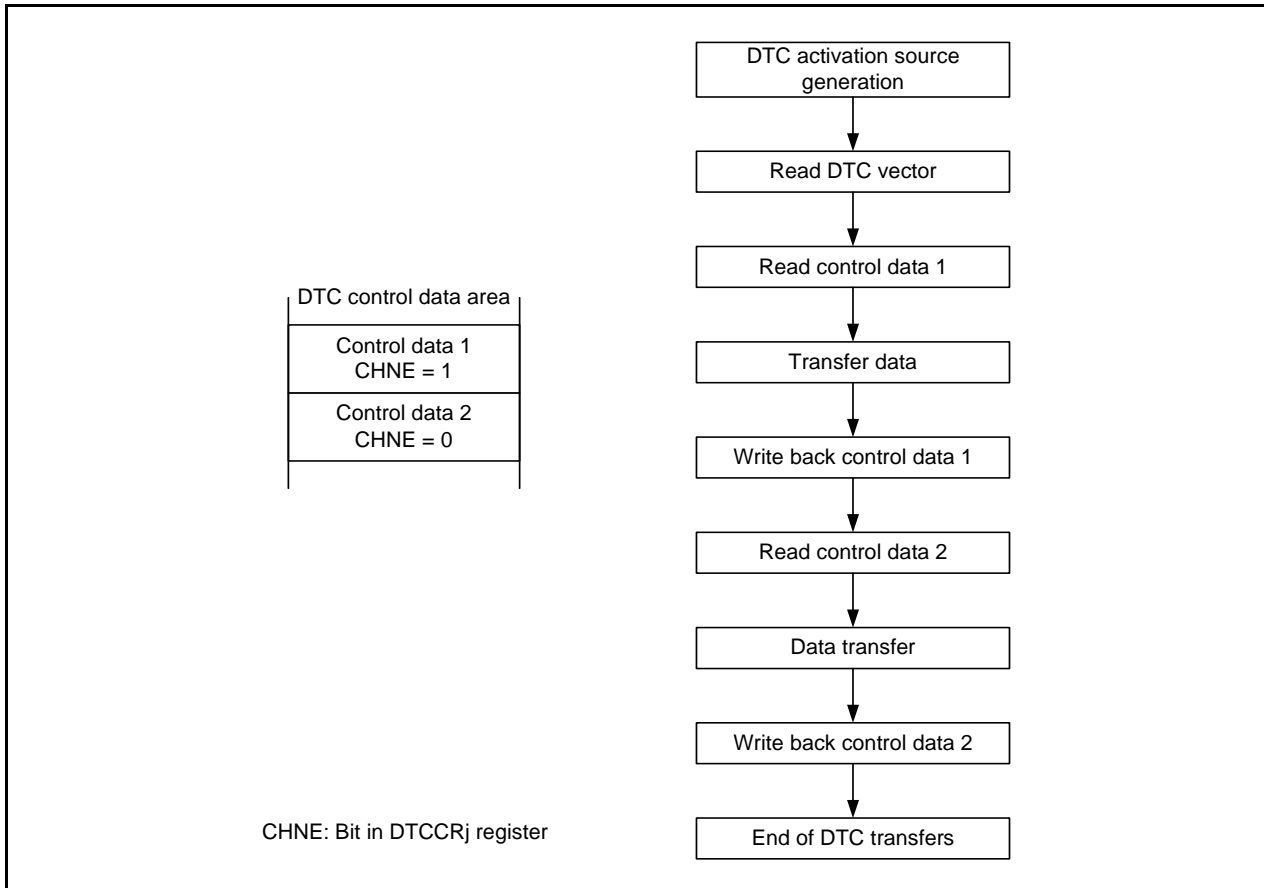 DTC activation source
generation
Read DTC vector
Read control data 1
Transfer data
Write back control data 1
Read control data 2
Data transfer
Write back control data 2
End of DTC transfers
DTC control data area
Control data 1
CHNE = 1
Control data 2
CHNE = 0
CHNE: Bit in DTCCRj register